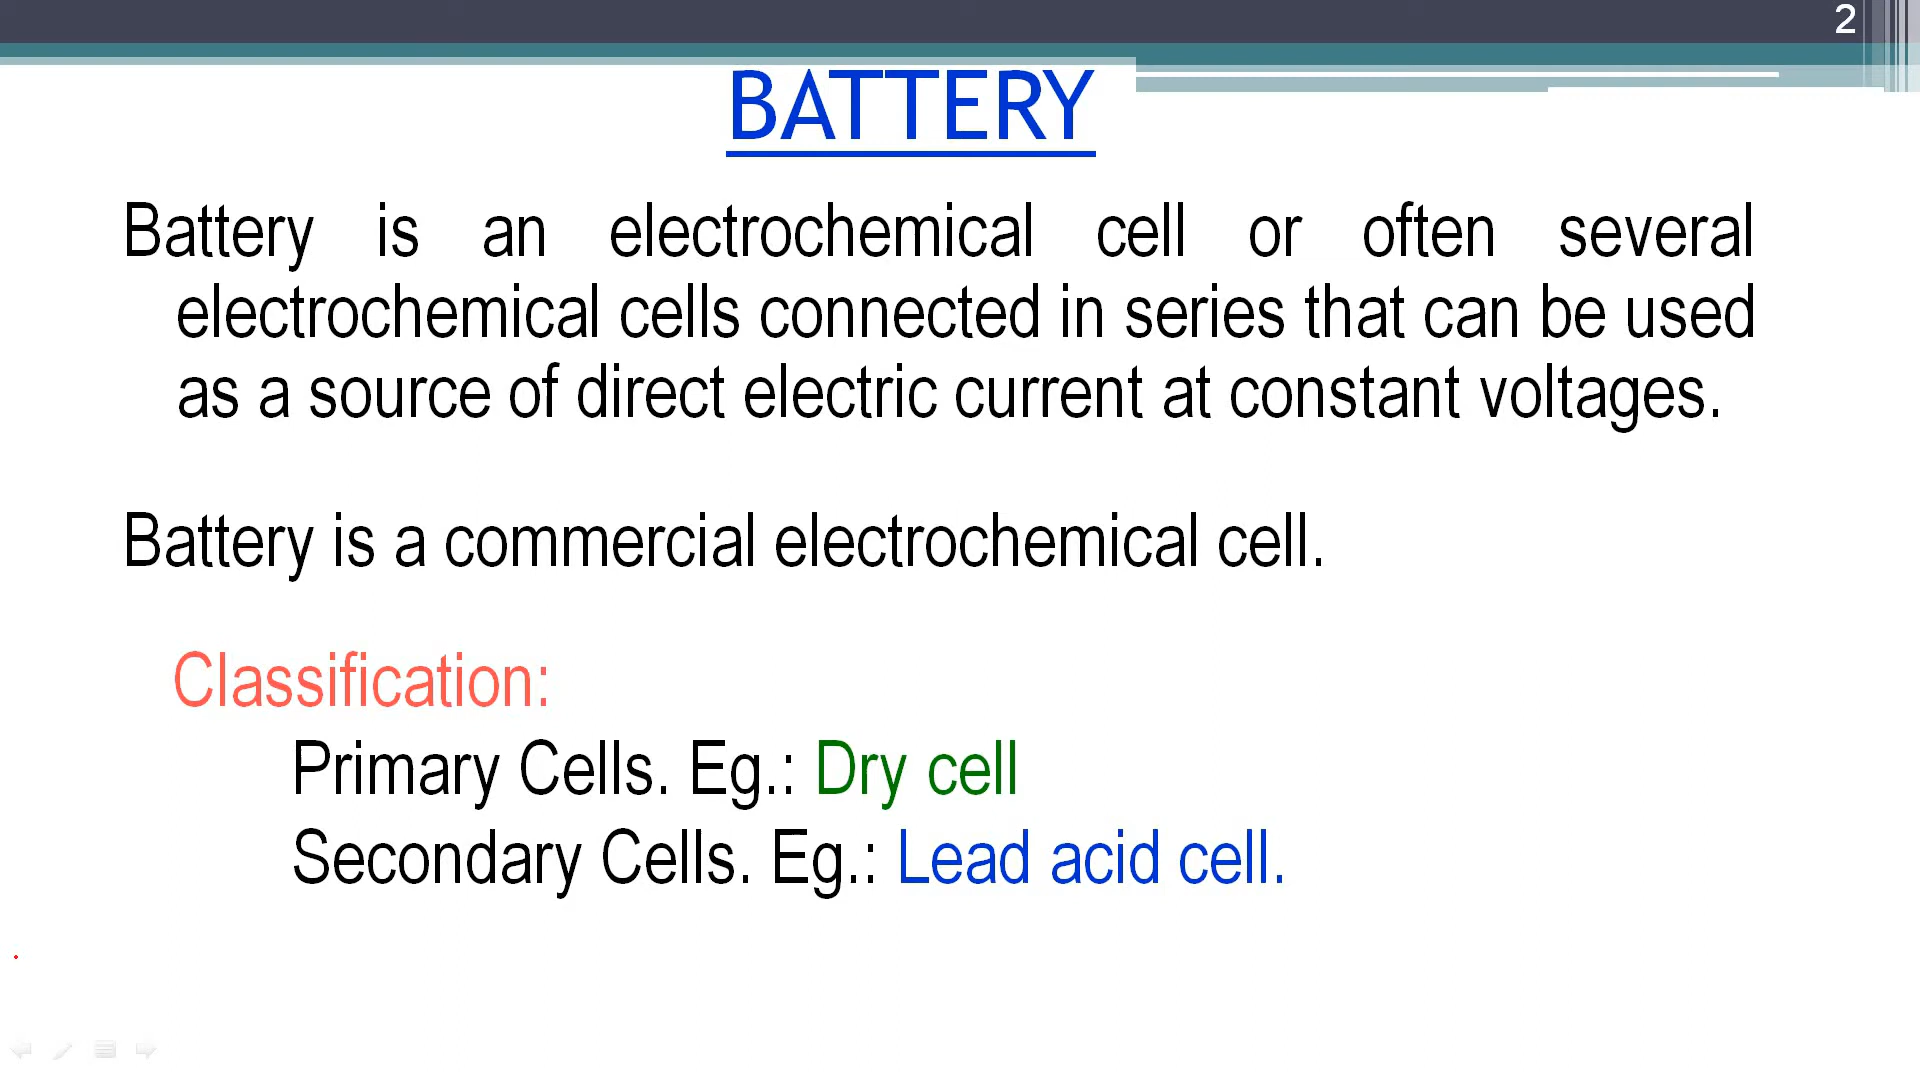 2
BATTERY
Battery is an electrochemical cell or often several
electrochemical cells connected in series that can be used
as a source of direct electric current at constant voltages.
Battery is a commercial electrochemical cell.
Classification:
Primary Cells. Eg.: Dry cell
Secondary Cells. Eg.: Lead acid cell.